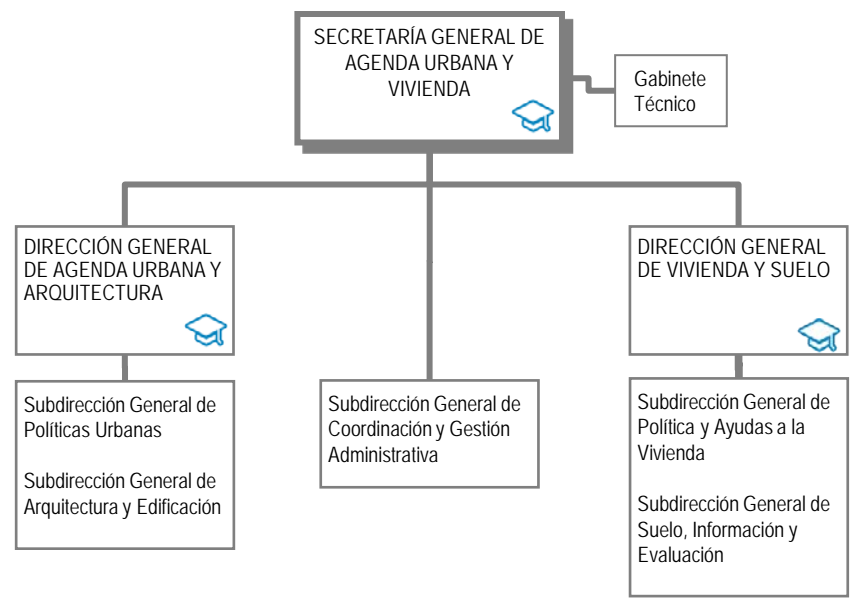 SECRETARÍA GENERAL DE
AGENDA URBANA Y
VIVIENDA
Gabinete
Técnico
DIRECCIÓN GENERAL
DE AGENDA URBANA Y
ARQUITECTURA
DIRECCIÓN GENERAL
DE VIVIENDA Y SUELO
Subdirección General de
Políticas Urbanas
Subdirección General de
Arquitectura y Edificación
Subdirección General de
Coordinación y Gestión
Administrativa
Subdirección General de
Política y Ayudas a la
Vivienda
Subdirección General de
Suelo, Información y
Evaluación